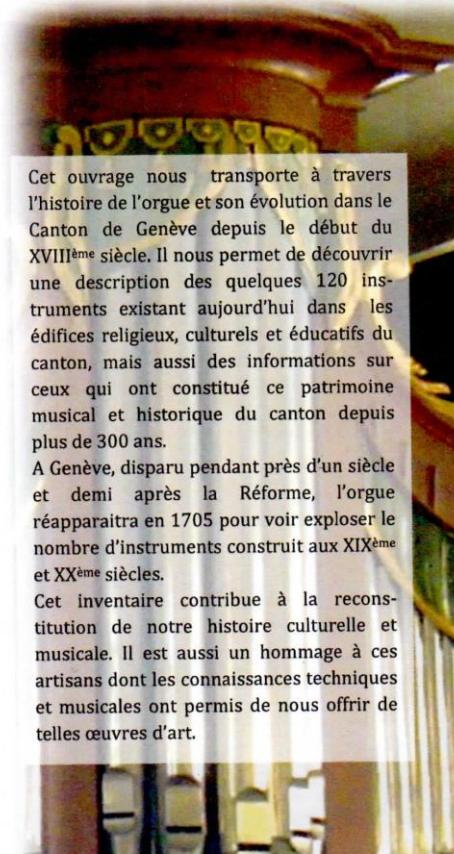 Cet ouvrage nous transporte à travers
l'histoire de l'orgue et son évolution dans le
Canton de Genève depuis le début du
XVIIIème siècle. Il nous permet de découvrir
une description des quelques 120 ins-
truments existant aujourd'hui dans les
édifices religieux, culturels et éducatifs du
canton, mais aussi des informations sur
ceux qui ont constitué ce patrimoine
musical et historique du canton depuis
plus de 300 ans.
A Genève, disparu pendant près d'un siècle
et demi après la Réforme, l'orgue
réapparaitra en 1705 pour voir exploser le
nombre d'instruments construit aux XIXème
et XXème siècles.
Cet inventaire contribue à la recons-
titution de notre histoire culturelle et
musicale. Il est aussi un hommage à ces
artisans dont les connaissances techniques
et musicales ont permis de nous offrir de
telles œuvres d'art.